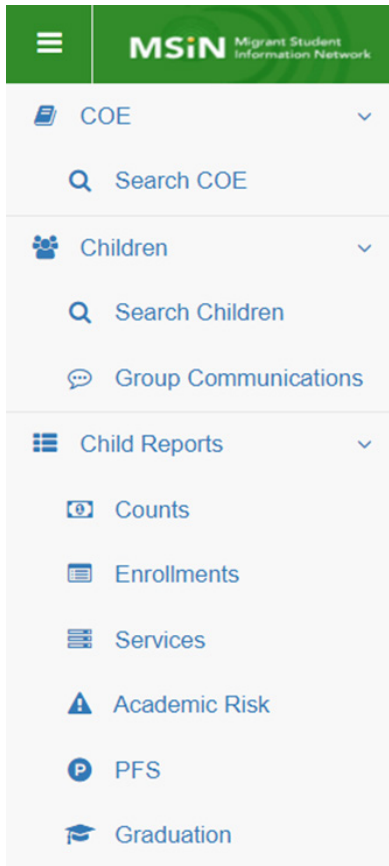 MSiN Migrant Student
Information Network
COE
Search COE
Children
Search Children
Group Communications
Child Reports
Counts
Enrollments
Services
Academic Risk
P PFS
Graduation